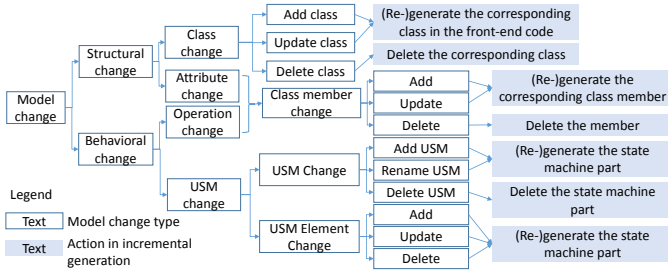 Add class
(Re-)generate the corresponding
class in the front-end code
Class
change
Update class
Structural
change
Delete the corresponding class
Delete class
Attribute
change
Add
(Re-)generate the
corresponding class member
Model
change
Class member
change
Update
Operation
change
Delete
Delete the member
Behavioral
change
Add USM
(Re-)generate the state
machine part
USM Change
Rename USM
USM
change
Delete USM
Delete the state machine
part
Legend
Add
Text
Model change type
USM Element
Change
Update
(Re-)generate the state
machine part
Text
Action in incremental
generation
Delete